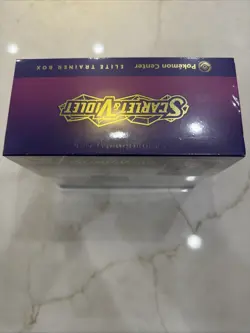 Pokémon Center
ELITE TRAINER BOX
SCARLET & VIOLET